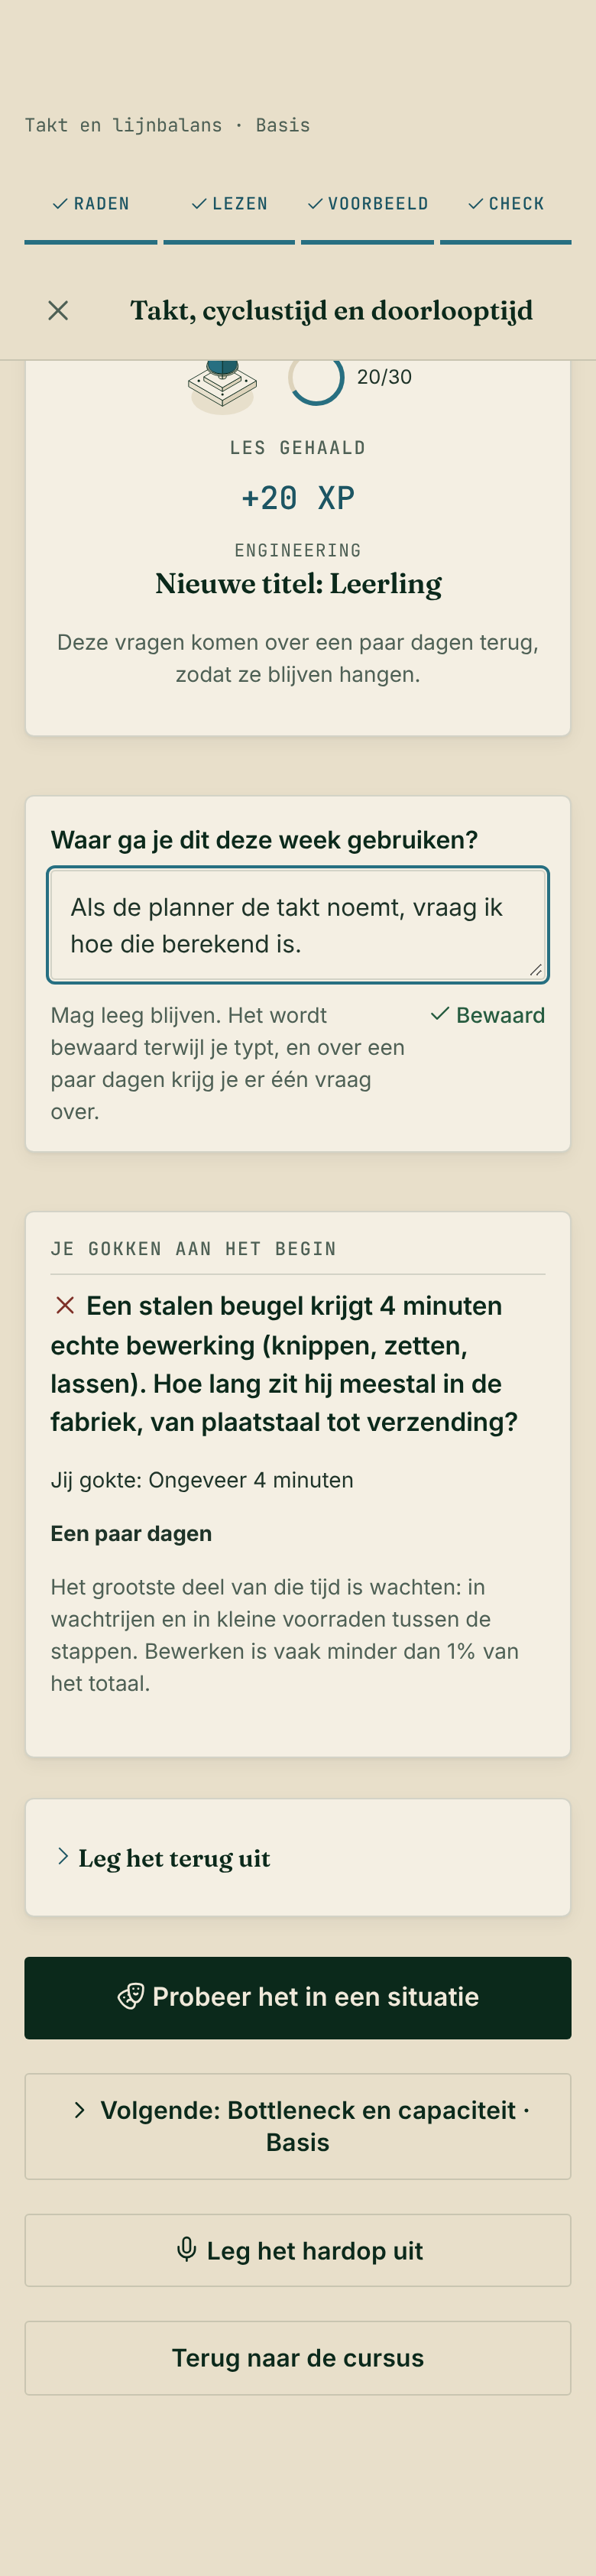 Takt en lijnbalans · Basis
RADEN
LEZEN
VOORBEELD
CHECK
Takt, cyclustijd en doorlooptijd
20/30
LES GEHAALD
+20 XP
ENGINEERING
Nieuwe titel: Leerling
Deze vragen komen over een paar dagen terug,
zodat ze blijven hangen.
Waar ga je dit deze week gebruiken?
Als de planner de takt noemt, vraag ik
hoe die berekend is.
Mag leeg blijven. Het wordt
bewaard terwijl je typt, en over een
paar dagen krijg je er één vraag
over.
Bewaard
JE GOKKEN AAN HET BEGIN
Een stalen beugel krijgt 4 minuten
echte bewerking (knippen, zetten,
lassen). Hoe lang zit hij meestal in de
fabriek, van plaatstaal tot verzending?
Jij gokte: Ongeveer 4 minuten
Een paar dagen
Het grootste deel van die tijd is wachten: in
wachtrijen en in kleine voorraden tussen de
stappen. Bewerken is vaak minder dan 1% van
het totaal.
Leg het terug uit
Probeer het in een situatie
Volgende: Bottleneck en capaciteit ·
Basis
Leg het hardop uit
Terug naar de cursus